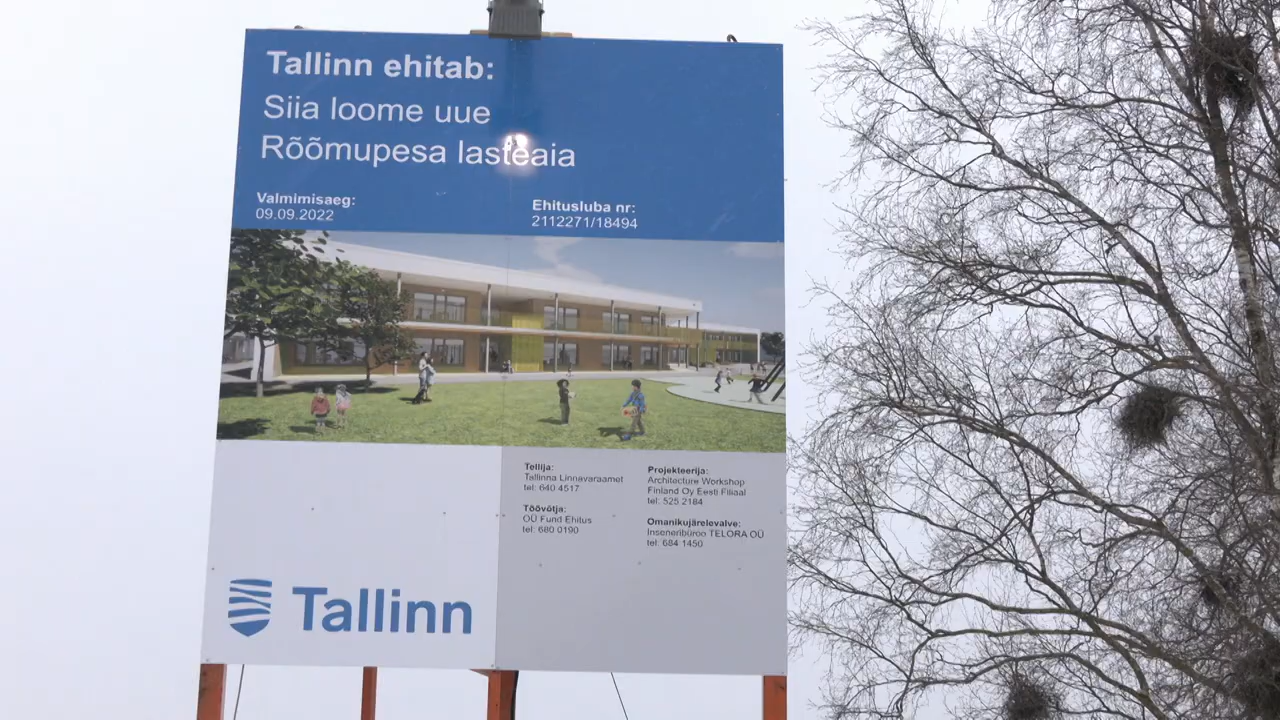 Tallinn ehitab:
Siia loome uue
Rõõmupesa lasteaia
Valmimisaeg:
09.09.2022
Ehitusluba nr:
2112271/18494
Tellija:
Tallinna Linnavaraamet
tel: 640 4517
Töövõtja:
OÜ Fund Ehitus
tel. 680 0190
Projekteerija:
Architecture Workshop
Finland Oy Eesti Filiaal
tel: 525 2184
Omanikujärelevalve:
Inseneribüroo TELORA OÜ
tel. 684 1450
Tallinn